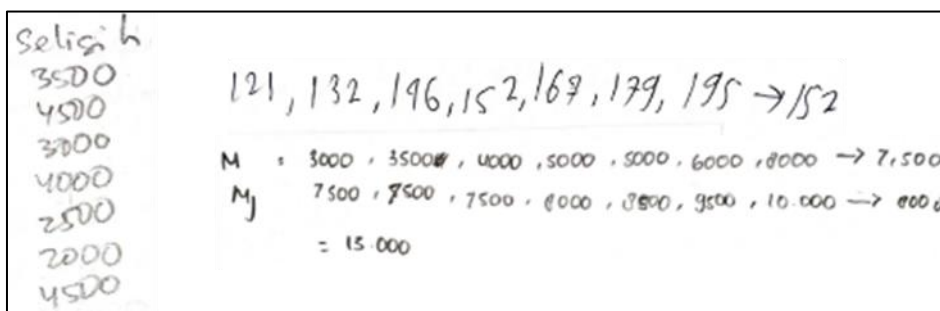 Selisih
3500
4500
3000
4000
2500
2000
4500
121, 132, 146, 152, 167, 179, 195 → 152
M : 3000, 3500, 4000, 5000, 5000, 6000, 8000 → 7,500
Mj 7500, 7500, 7500, 8000, 8500, 9500, 10.000 →
= 15.000